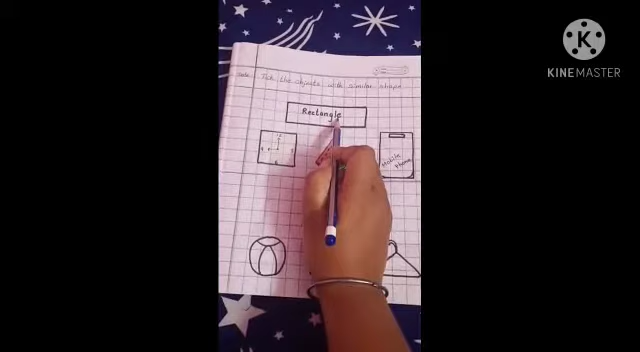 KINEMASTER
Tick the objects with similar shape
Rectangle
Mobile
Phone